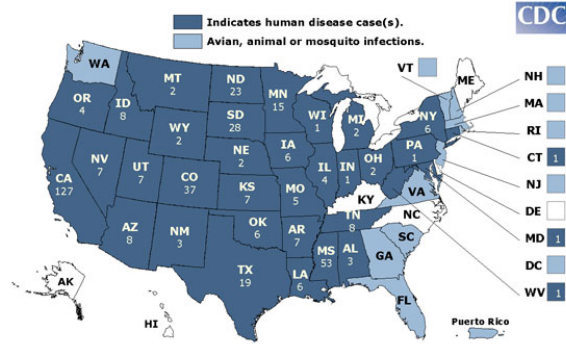 Indicates human disease case(s).
Avian, animal or mosquito infections.
CDC
WA
MT
2
ND
23
MN
15
VT
ME
NH
OR
4
ID
8
SD
28
WI
1
MI
2
NY
6
MA
WY
2
RI
IA
6
NE
2
PA
1
CT 1
NV
7
UT
7
CO
37
IL
4
IN
1
OH
2
NJ
CA
127
KS
7
MO
5
KY
VA
DE
AZ
8
NM
3
OK
6
AR
7
TN
8
NC
MD 1
SC
DC
MS
53
AL
3
GA
TX
19
LA
6
WV 1
AK
FL
HI
Puerto Rico